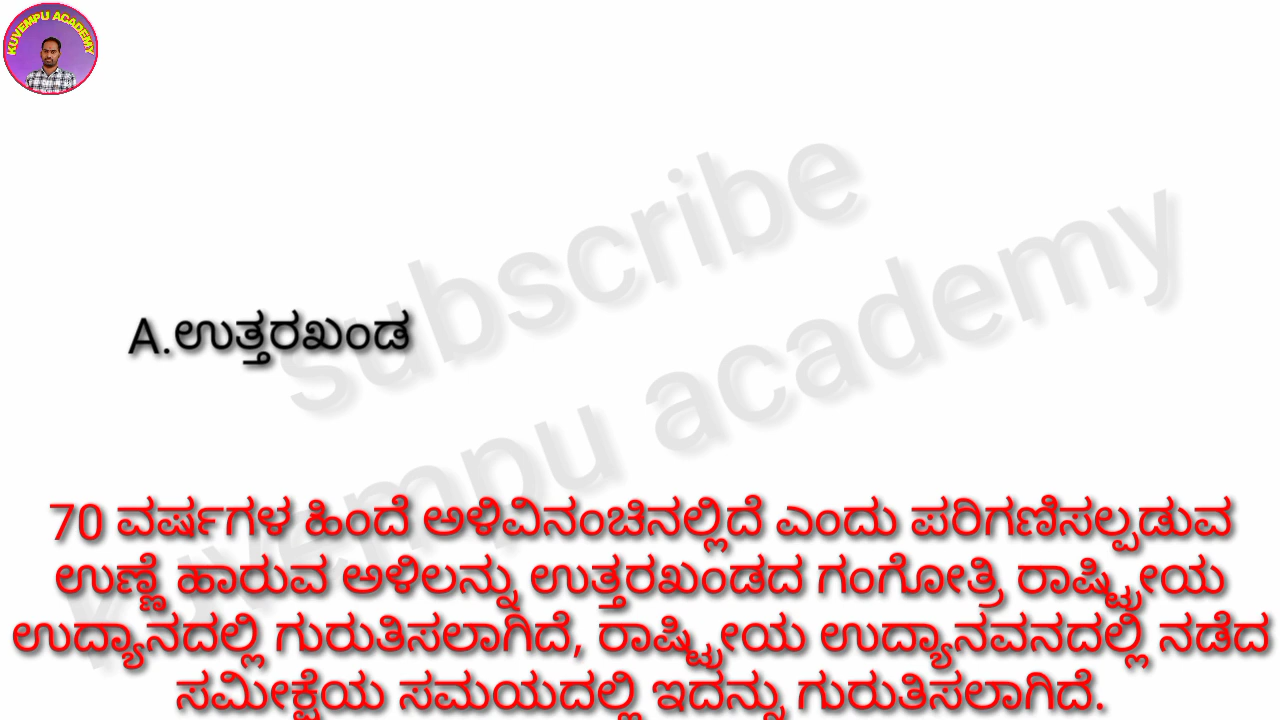 KUVEMPU ACADEMY
subscribe
kuvempu academy
A.ಉತ್ತರಖಂಡ
70 ವರ್ಷಗಳ ಹಿಂದೆ ಅಳಿವಿನಂಚಿನಲ್ಲಿದೆ ಎಂದು ಪರಿಗಣಿಸಲ್ಪಡುವ
ಉಣ್ಣೆ ಹಾರುವ ಅಳಿಲನ್ನು ಉತ್ತರಖಂಡದ ಗಂಗೋತ್ರಿ ರಾಷ್ಟ್ರೀಯ
ಉದ್ಯಾನದಲ್ಲಿ ಗುರುತಿಸಲಾಗಿದೆ, ರಾಷ್ಟ್ರೀಯ ಉದ್ಯಾನವನದಲ್ಲಿ ನಡೆದ
ಸಮೀಕ್ಷೆಯ ಸಮಯದಲ್ಲಿ ಇದನ್ನು ಗುರುತಿಸಲಾಗಿದೆ.